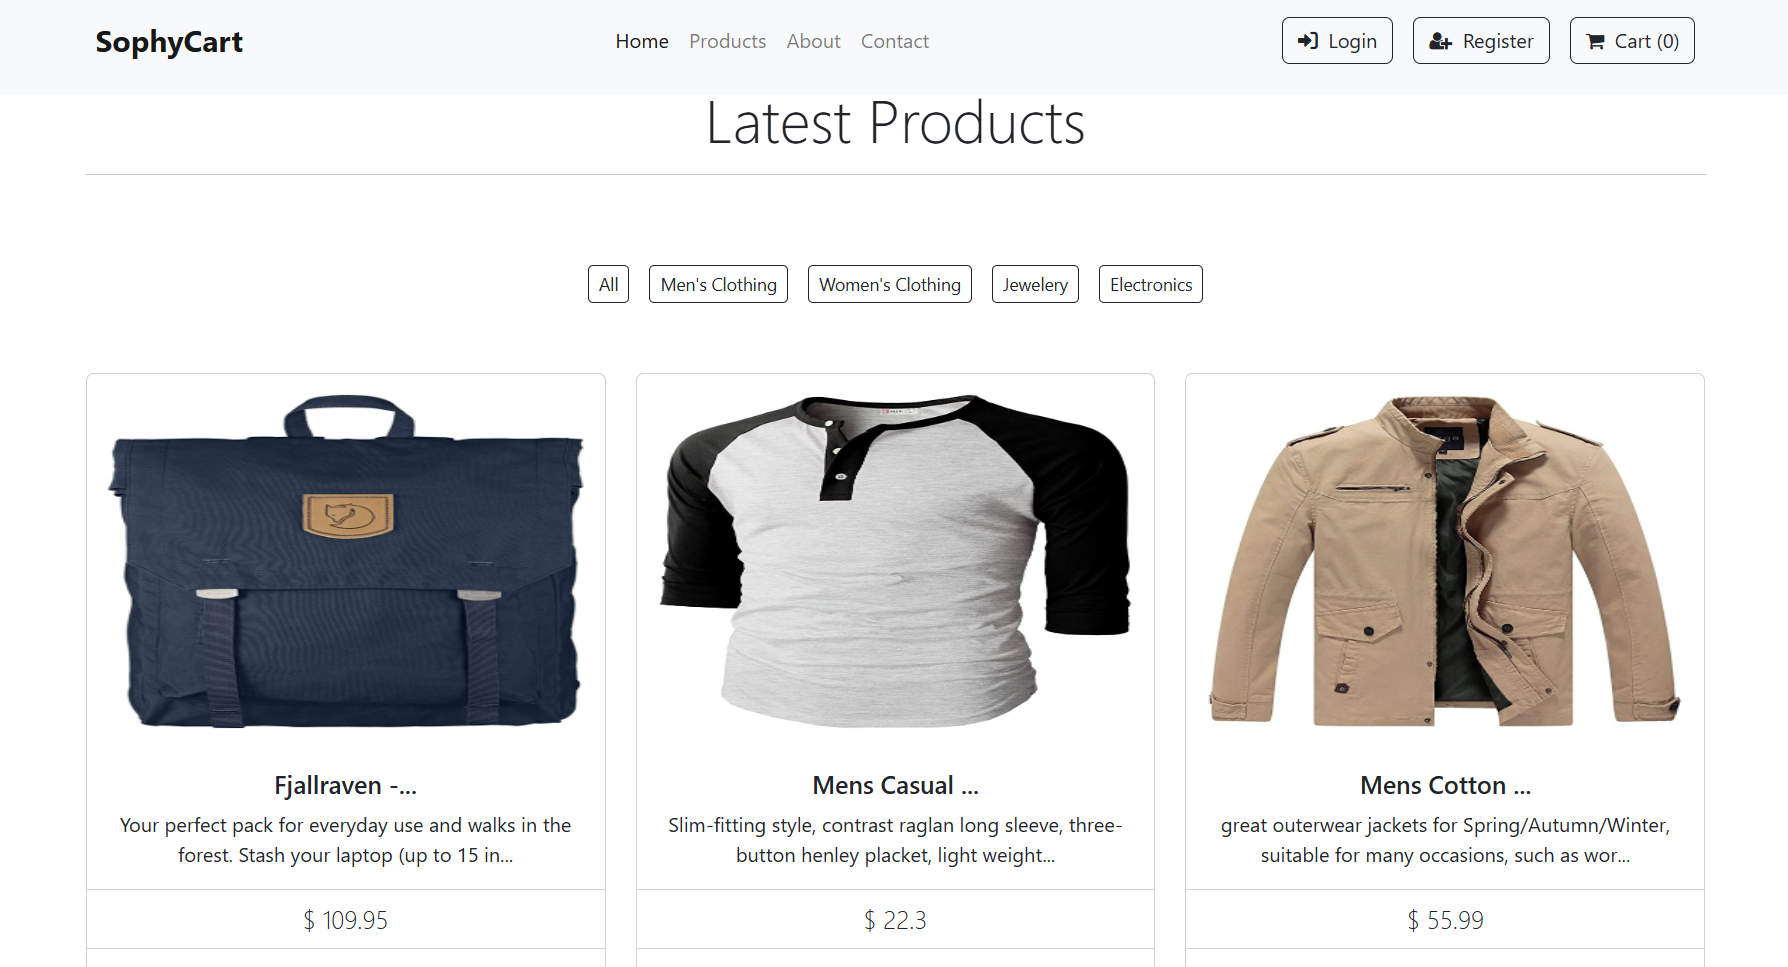 SophyCart
Home Products About Contact
Login Register Cart (0)
Latest Products
All Men's Clothing Women's Clothing Jewelery Electronics
Fjallraven -...
Your perfect pack for everyday use and walks in the
forest. Stash your laptop (up to 15 in...
$ 109.95
Mens Casual ...
Slim-fitting style, contrast raglan long sleeve, three-
button henley placket, light weight...
$ 22.3
Mens Cotton ...
great outerwear jackets for Spring/Autumn/Winter,
suitable for many occasions, such as wor...
$ 55.99